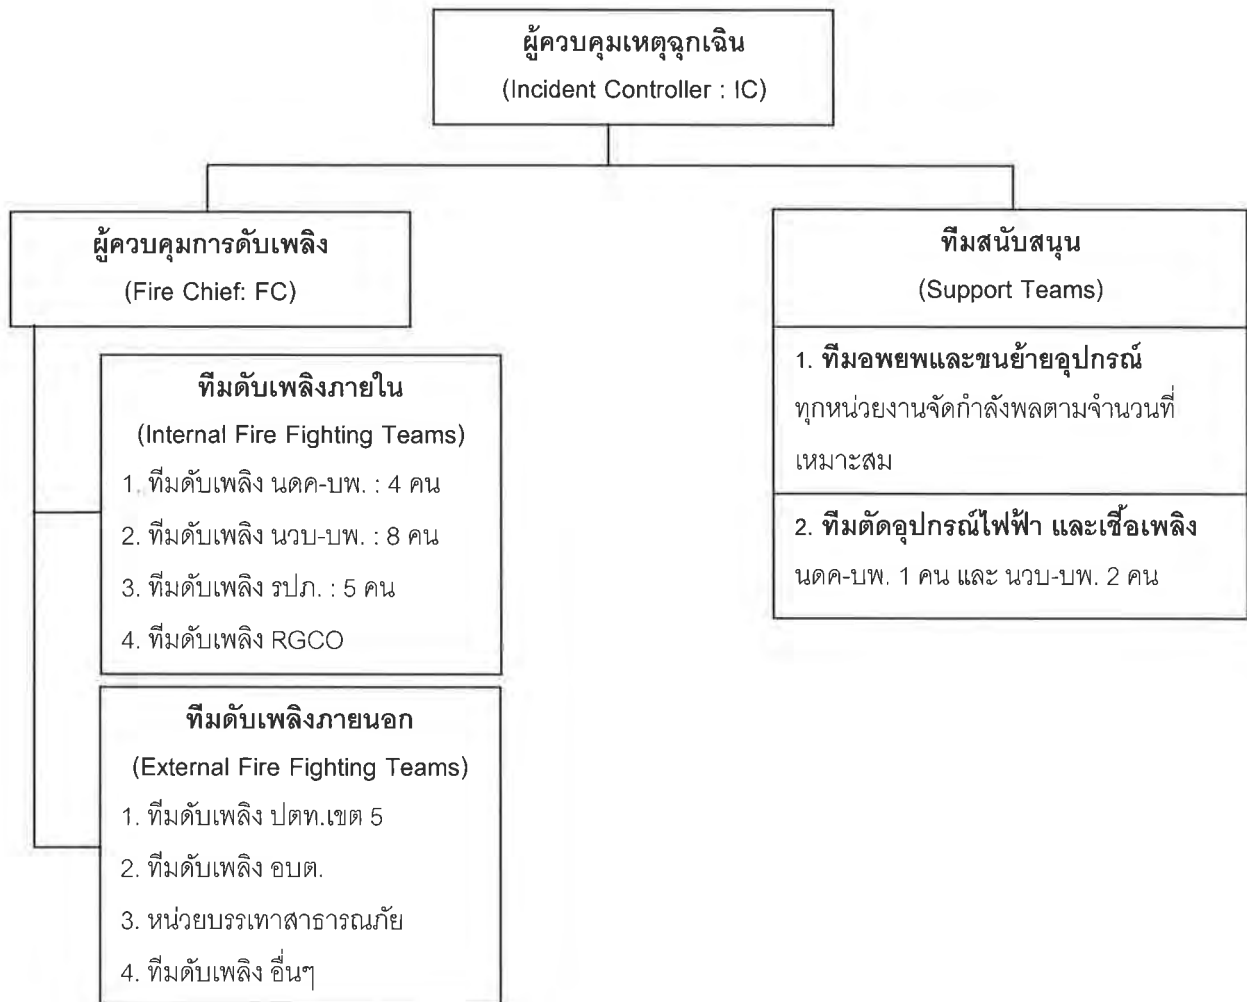 ผู้ควบคุมเหตุฉุกเฉิน
(Incident Controller : IC)
ผู้ควบคุมการดับเพลิง
(Fire Chief: FC)
ทีมดับเพลิงภายใน
(Internal Fire Fighting Teams)
1. ทีมดับเพลิง นดค-บพ. : 4 คน
2. ทีมดับเพลิง นวบ-บพ. : 8 คน
3. ทีมดับเพลิง รปภ. : 5 คน
4. ทีมดับเพลิง RGCO
ทีมดับเพลิงภายนอก
(External Fire Fighting Teams)
1. ทีมดับเพลิง ปตท.เขต 5
2. ทีมดับเพลิง อบต.
3. หน่วยบรรเทาสาธารณภัย
4. ทีมดับเพลิง อื่นๆ
ทีมสนับสนุน
(Support Teams)
1. ทีมอพยพและขนย้ายอุปกรณ์
ทุกหน่วยงานจัดกำลังพลตามจำนวนที่
เหมาะสม
2. ทีมตัดอุปกรณ์ไฟฟ้า และเชื้อเพลิง
นดค-บพ. 1 คน และ นวบ-บพ. 2 คน